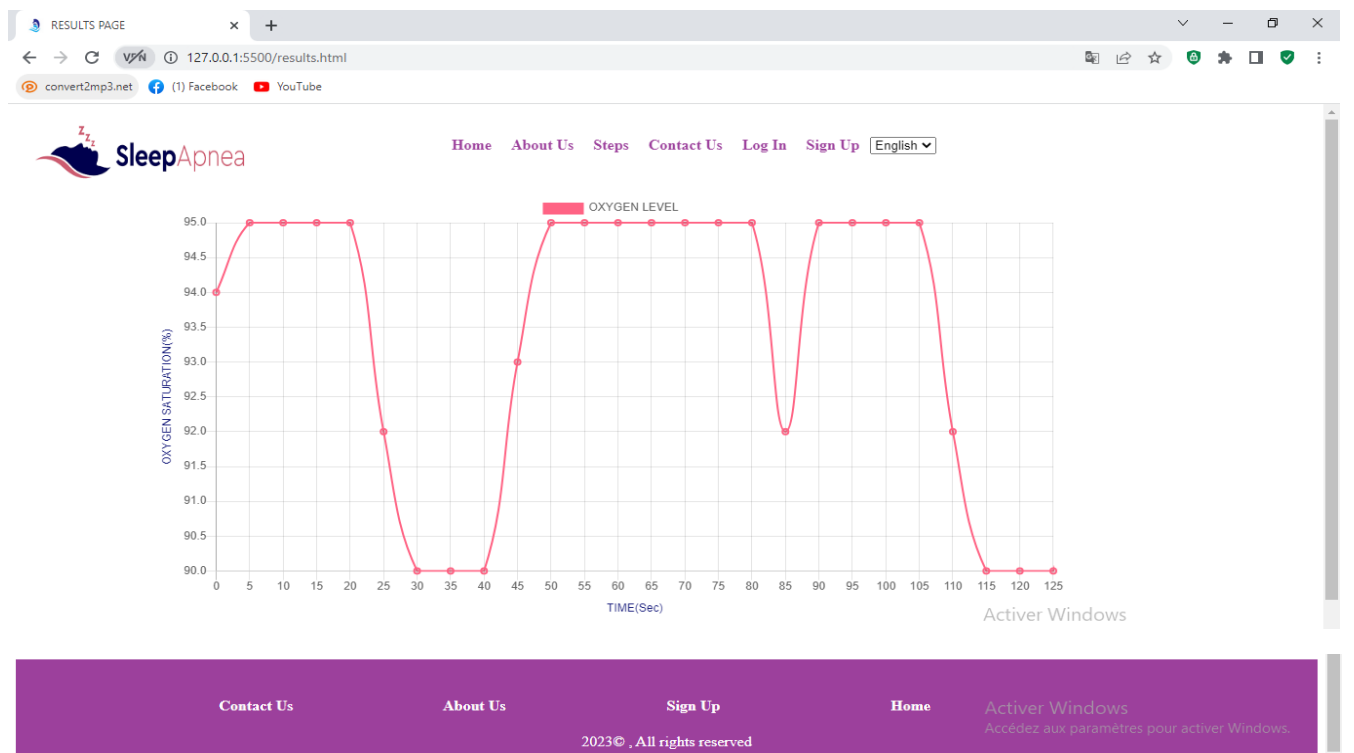 RESULTS PAGE
VPN 127.0.0.1:5500/results.html
convert2mp3.net (1) Facebook YouTube
z z z
SleepApnea Home About Us Steps Contact Us Log In Sign Up English
OXYGEN LEVEL
95.0
94.5
94.0
93.5
93.0
92.5
92.0
91.5
91.0
90.5
90.0
OXYGEN SATURATION(%)
0 5 10 15 20 25 30 35 40 45 50 55 60 65 70 75 80 85 90 95 100 105 110 115 120 125
TIME(Sec)
Activer Windows
Contact Us About Us Sign Up Home
Activer Windows
Accédez aux paramètres pour activer Windows.
2023© , All rights reserved